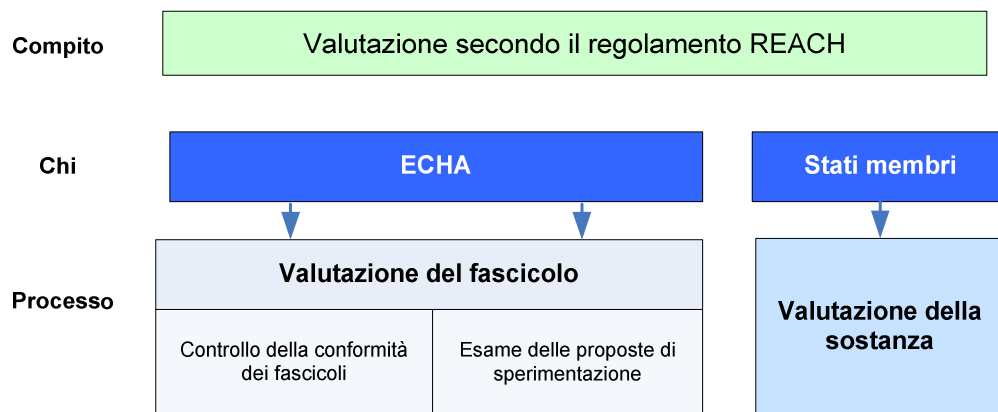 Compito
Valutazione secondo il regolamento REACH
Chi
ECHA
Stati membri
Processo
Valutazione del fascicolo
Controllo della conformità
dei fascicoli
Esame delle proposte di
sperimentazione
Valutazione della
sostanza